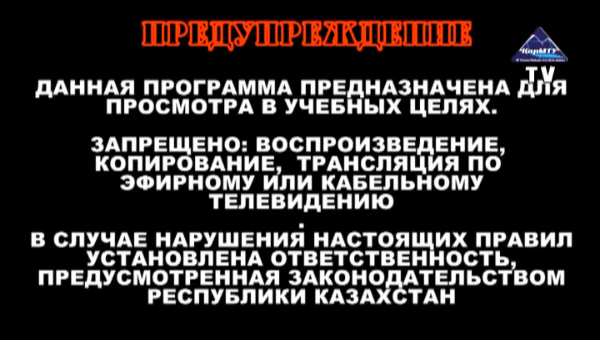 ПРЕДУПРЕЖДЕНИЕ
КарМТУ
TV
ДАННАЯ ПРОГРАММА ПРЕДНАЗНАЧЕНА ДЛЯ
ПРОСМОТРА В УЧЕБНЫХ ЦЕЛЯХ.
ЗАПРЕЩЕНО: ВОСПРОИЗВЕДЕНИЕ,
КОПИРОВАНИЕ, ТРАНСЛЯЦИЯ ПО
ЭФИРНОМУ ИЛИ КАБЕЛЬНОМУ
ТЕЛЕВИДЕНИЮ
.
В СЛУЧАЕ НАРУШЕНИЯ НАСТОЯЩИХ ПРАВИЛ
УСТАНОВЛЕНА ОТВЕТСТВЕННОСТЬ,
ПРЕДУСМОТРЕННАЯ ЗАКОНОДАТЕЛЬСТВОМ
РЕСПУБЛИКИ КАЗАХСТАН